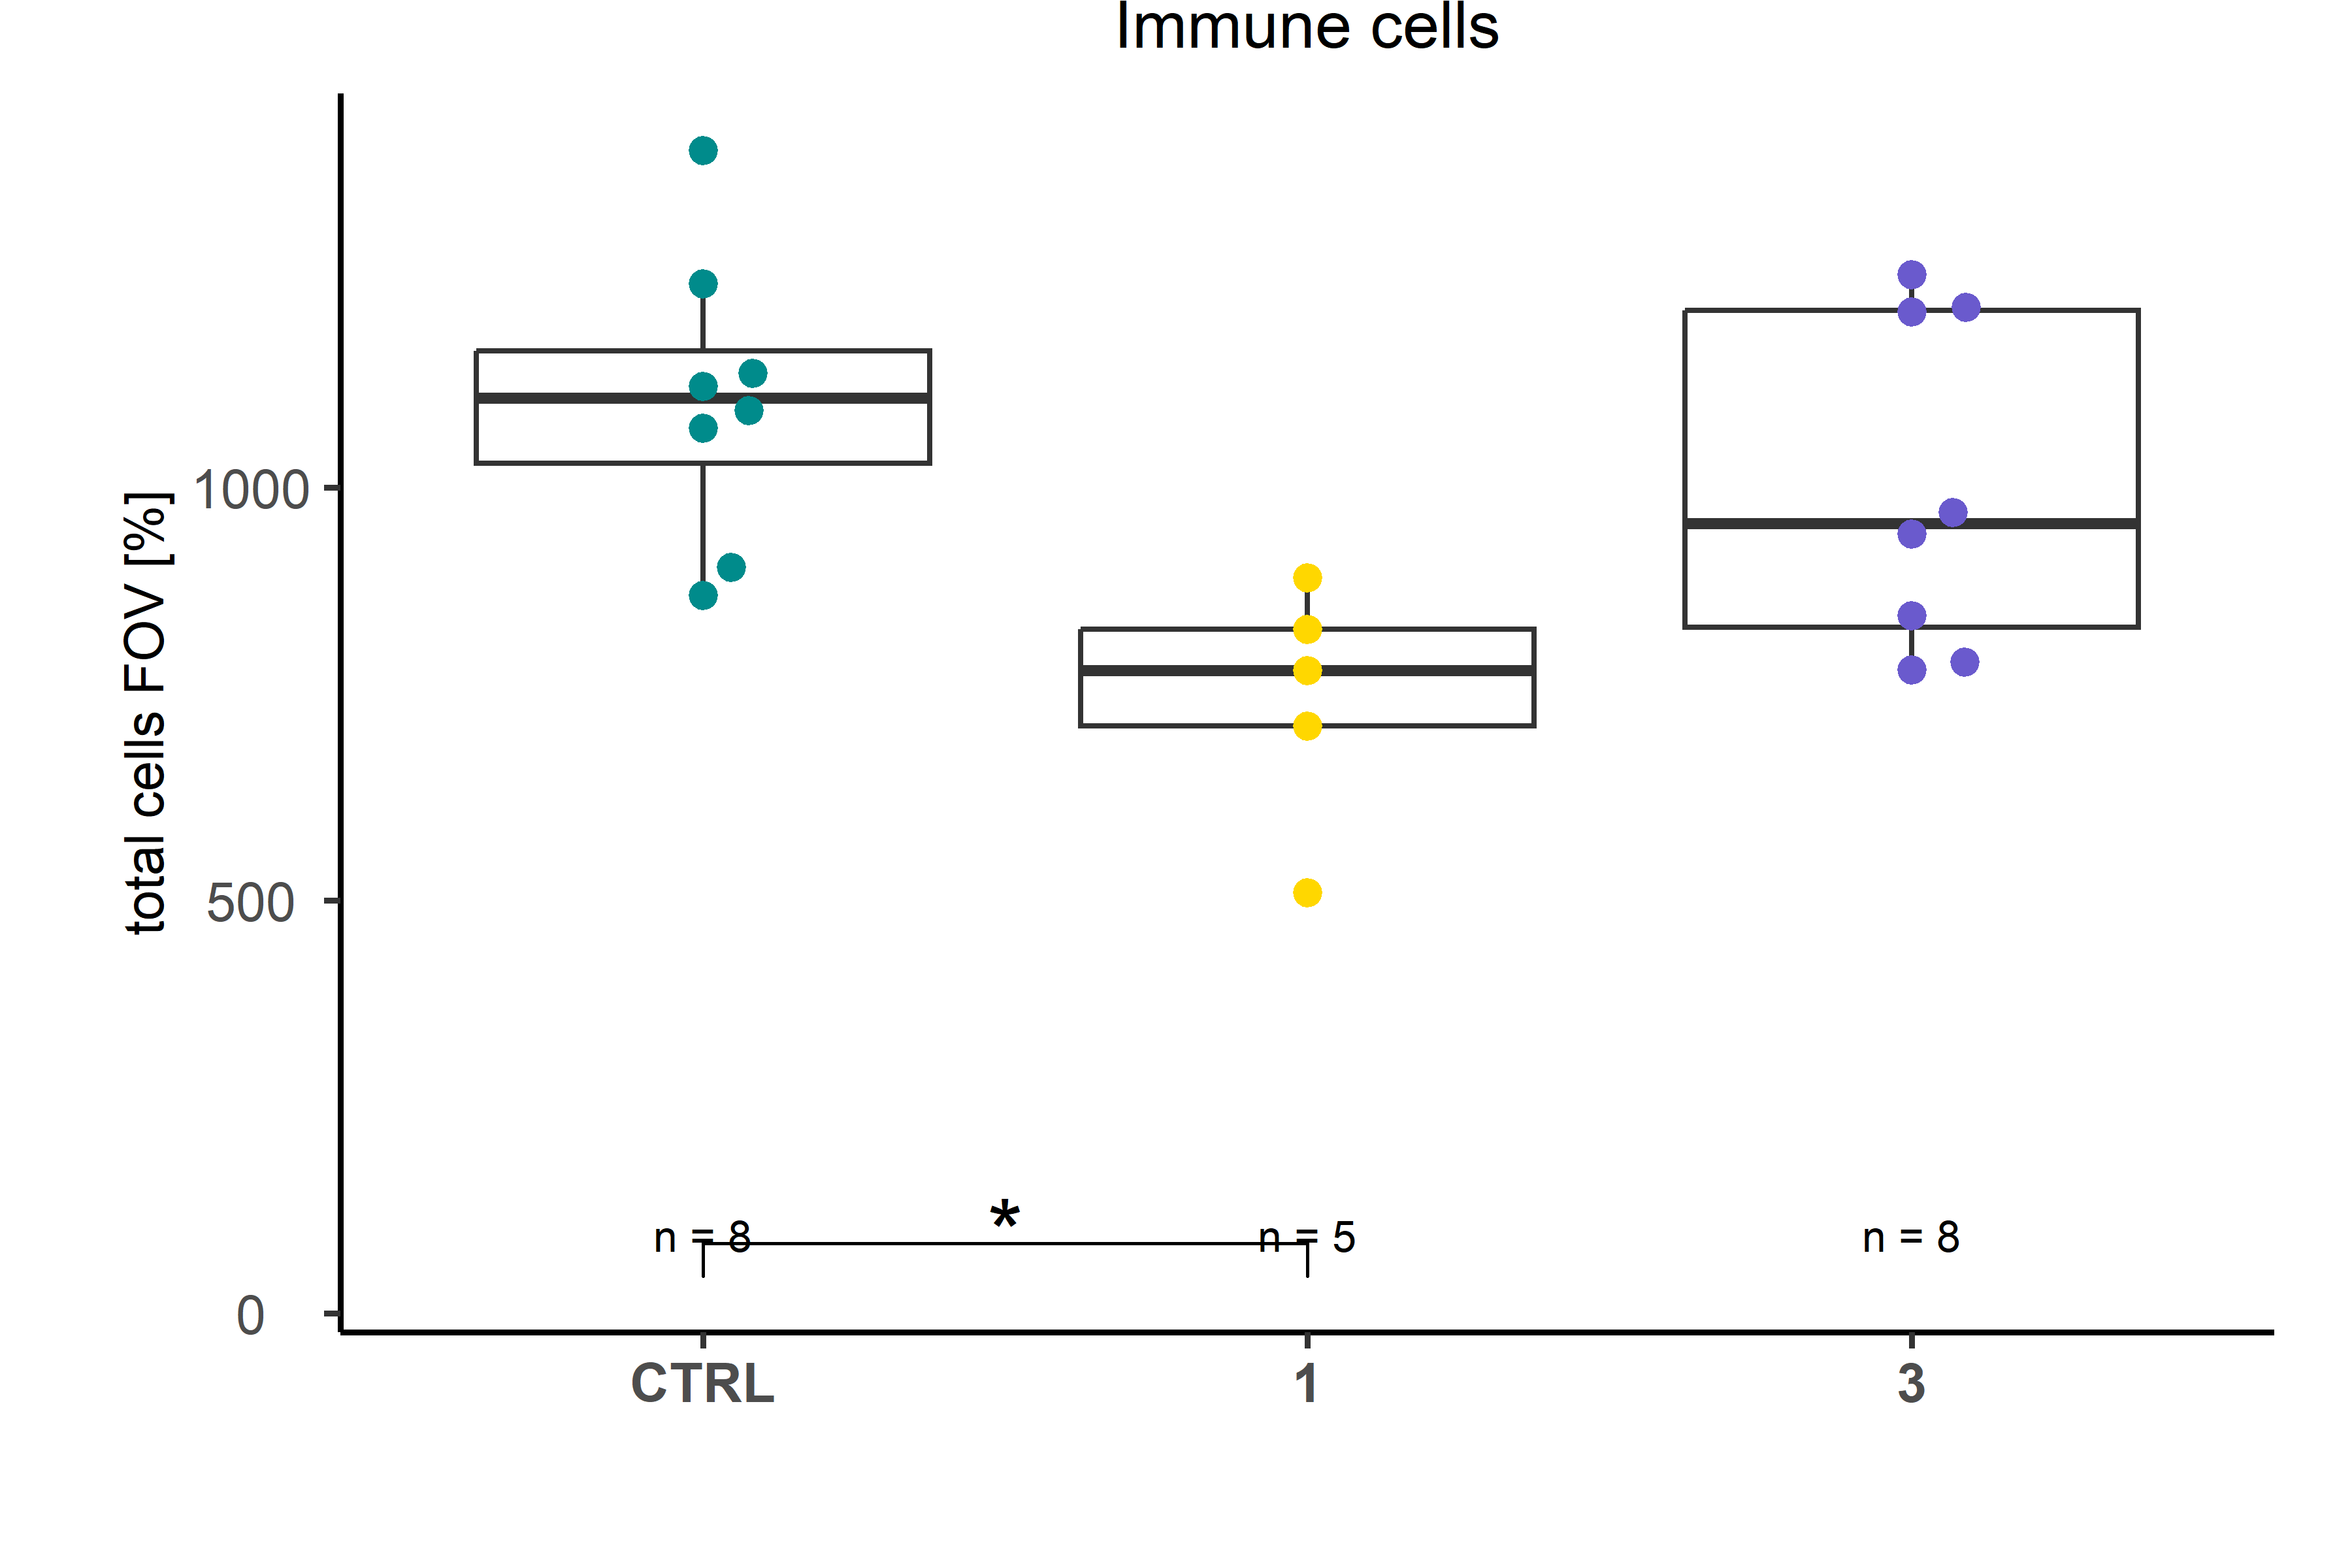 Immune cells
total cells FOV [%]
1000
500
0
*
n = 8
n = 5
n = 8
CTRL
1
3